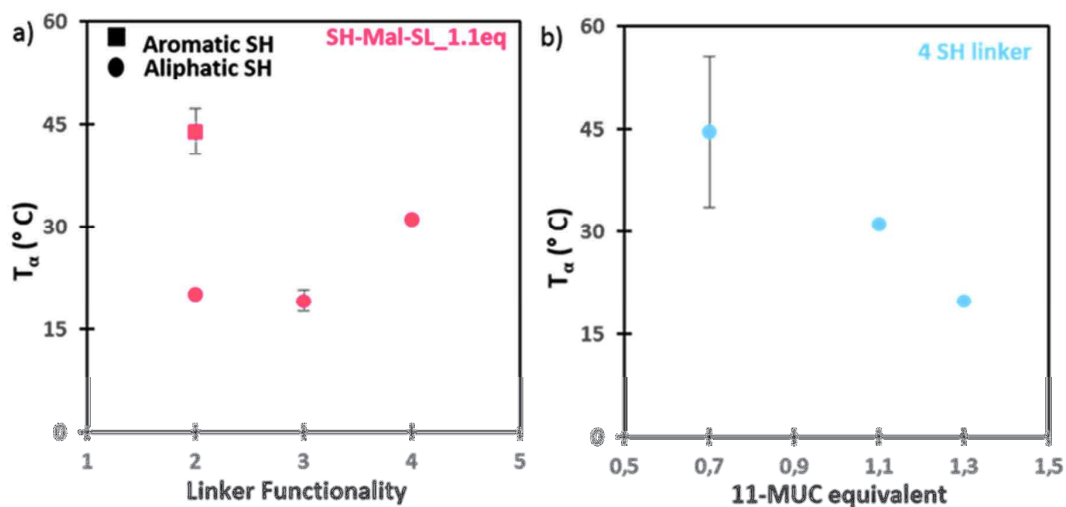 a)
Aromatic SH
Aliphatic SH
SH-Mal-SL_1.1eq
60
45
30
15
0
Tα (° C)
1 2 3 4 5
Linker Functionality
b)
4 SH linker
60
45
30
15
0
Tα (° C)
0,5 0,7 0,9 1,1 1,3 1,5
11-MUC equivalent